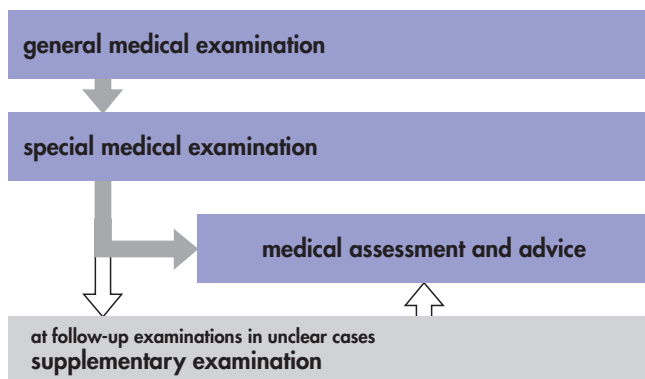 general medical examination
special medical examination
medical assessment and advice
at follow-up examinations in unclear cases
supplementary examination